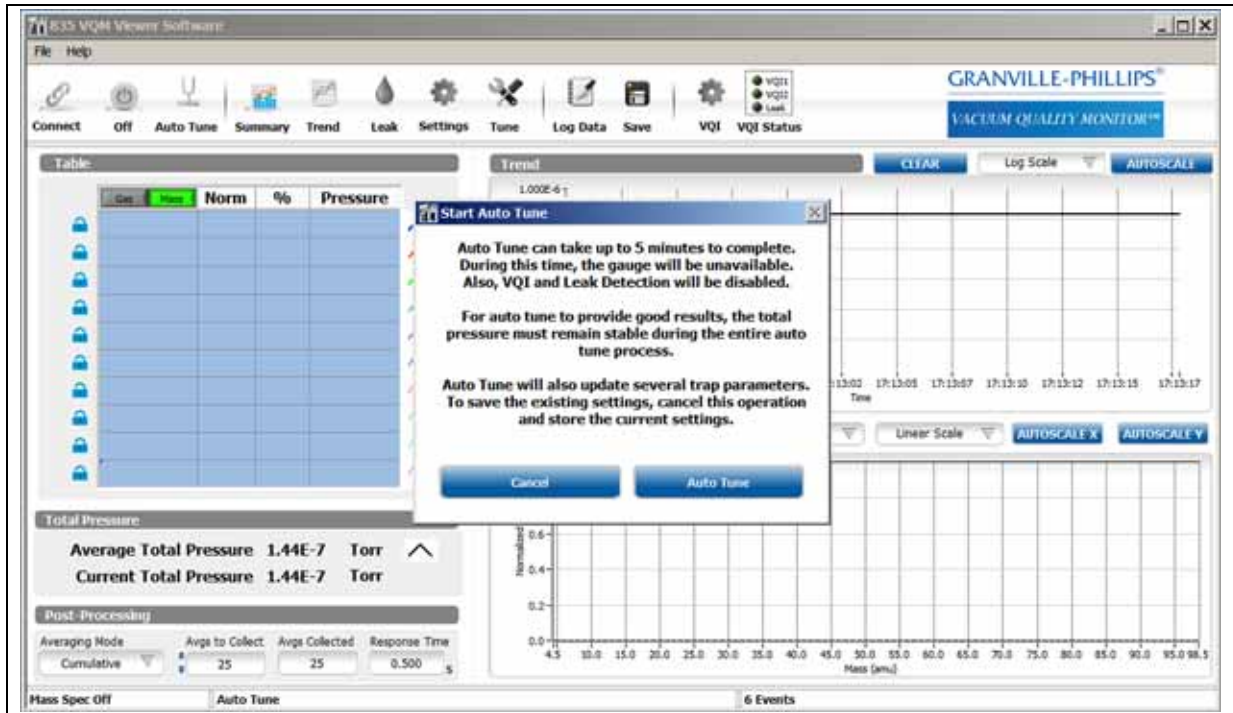 835 VQM Viewer Software
File Help
Connect Off Auto Tune Summary Trend Leak Settings Tune Log Data Save VQI VQI Status
VQI1
VQI2
Leak
GRANVILLE-PHILLIPS®
VACUUM QUALITY MONITOR™
Table
Gas Mass Norm % Pressure
Trend CLEAR Log Scale AUTOSCALE
1.000E-6
Start Auto Tune
Auto Tune can take up to 5 minutes to complete.
During this time, the gauge will be unavailable.
Also, VQI and Leak Detection will be disabled.
For auto tune to provide good results, the total
pressure must remain stable during the entire auto
tune process.
Auto Tune will also update several trap parameters.
To save the existing settings, cancel this operation
and store the current settings.
Cancel Auto Tune
13:02 17:13:05 17:13:07 17:13:10 17:13:12 17:13:15 17:13:17
Time
Linear Scale AUTOSCALE X AUTOSCALE Y
Total Pressure
Average Total Pressure 1.44E-7 Torr
Current Total Pressure 1.44E-7 Torr
Post-Processing
Averaging Mode Avgs to Collect Avgs Collected Response Time
Cumulative 25 25 0.500 s
Normalized
0.6
0.4
0.2
0.0
4.5 10.0 15.0 20.0 25.0 30.0 35.0 40.0 45.0 50.0 55.0 60.0 65.0 70.0 75.0 80.0 85.0 90.0 95.0 98.5
Mass (amu)
Mass Spec Off Auto Tune 6 Events